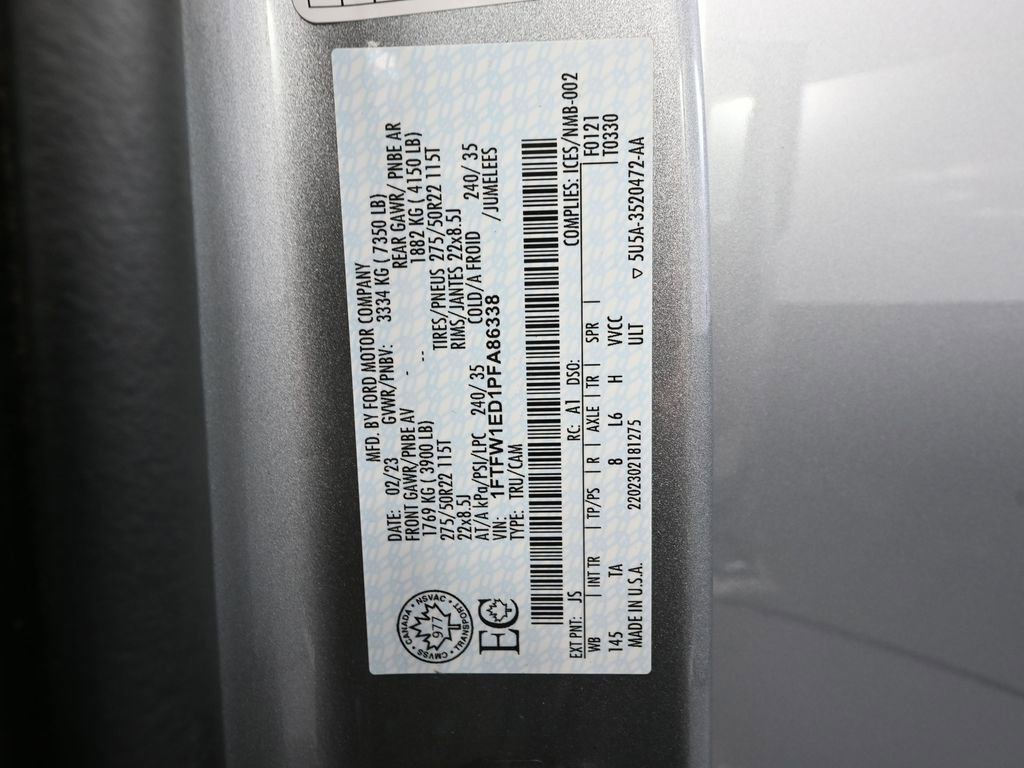 MFD. BY FORD MOTOR COMPANY
DATE: 02/23 GVWR/PNBV: 3334 KG ( 7350 LB)
FRONT GAWR/PNBE AV REAR GAWR/ PNBE AR
1769 KG ( 3900 LB) - 1882 KG ( 4150 LB)
275/50R22 115T -- TIRES/PNEUS 275/50R22 115T
22x8.5J RIMS/JANTES 22x8.5J
AT/A kPa/PSI/LPC 240/ 35 COLD/A FROID 240/ 35
VIN: 1FTFW1ED1PFA86338 /JUMELEES
TYPE: TRU/CAM
CANADA • NSVAC • TRANSPORT • CMVSS •
977
EC
COMPLIES: ICES/NMB-002
EXT PNT: JS RC: A1 DSO: F0121
WB INT TR TP/PS R AXLE TR SPR T0330
145 TA 8 L6 H VVCC
MADE IN U.S.A. 2202302181275 ULT ▽ 5U5A-3520472-AA